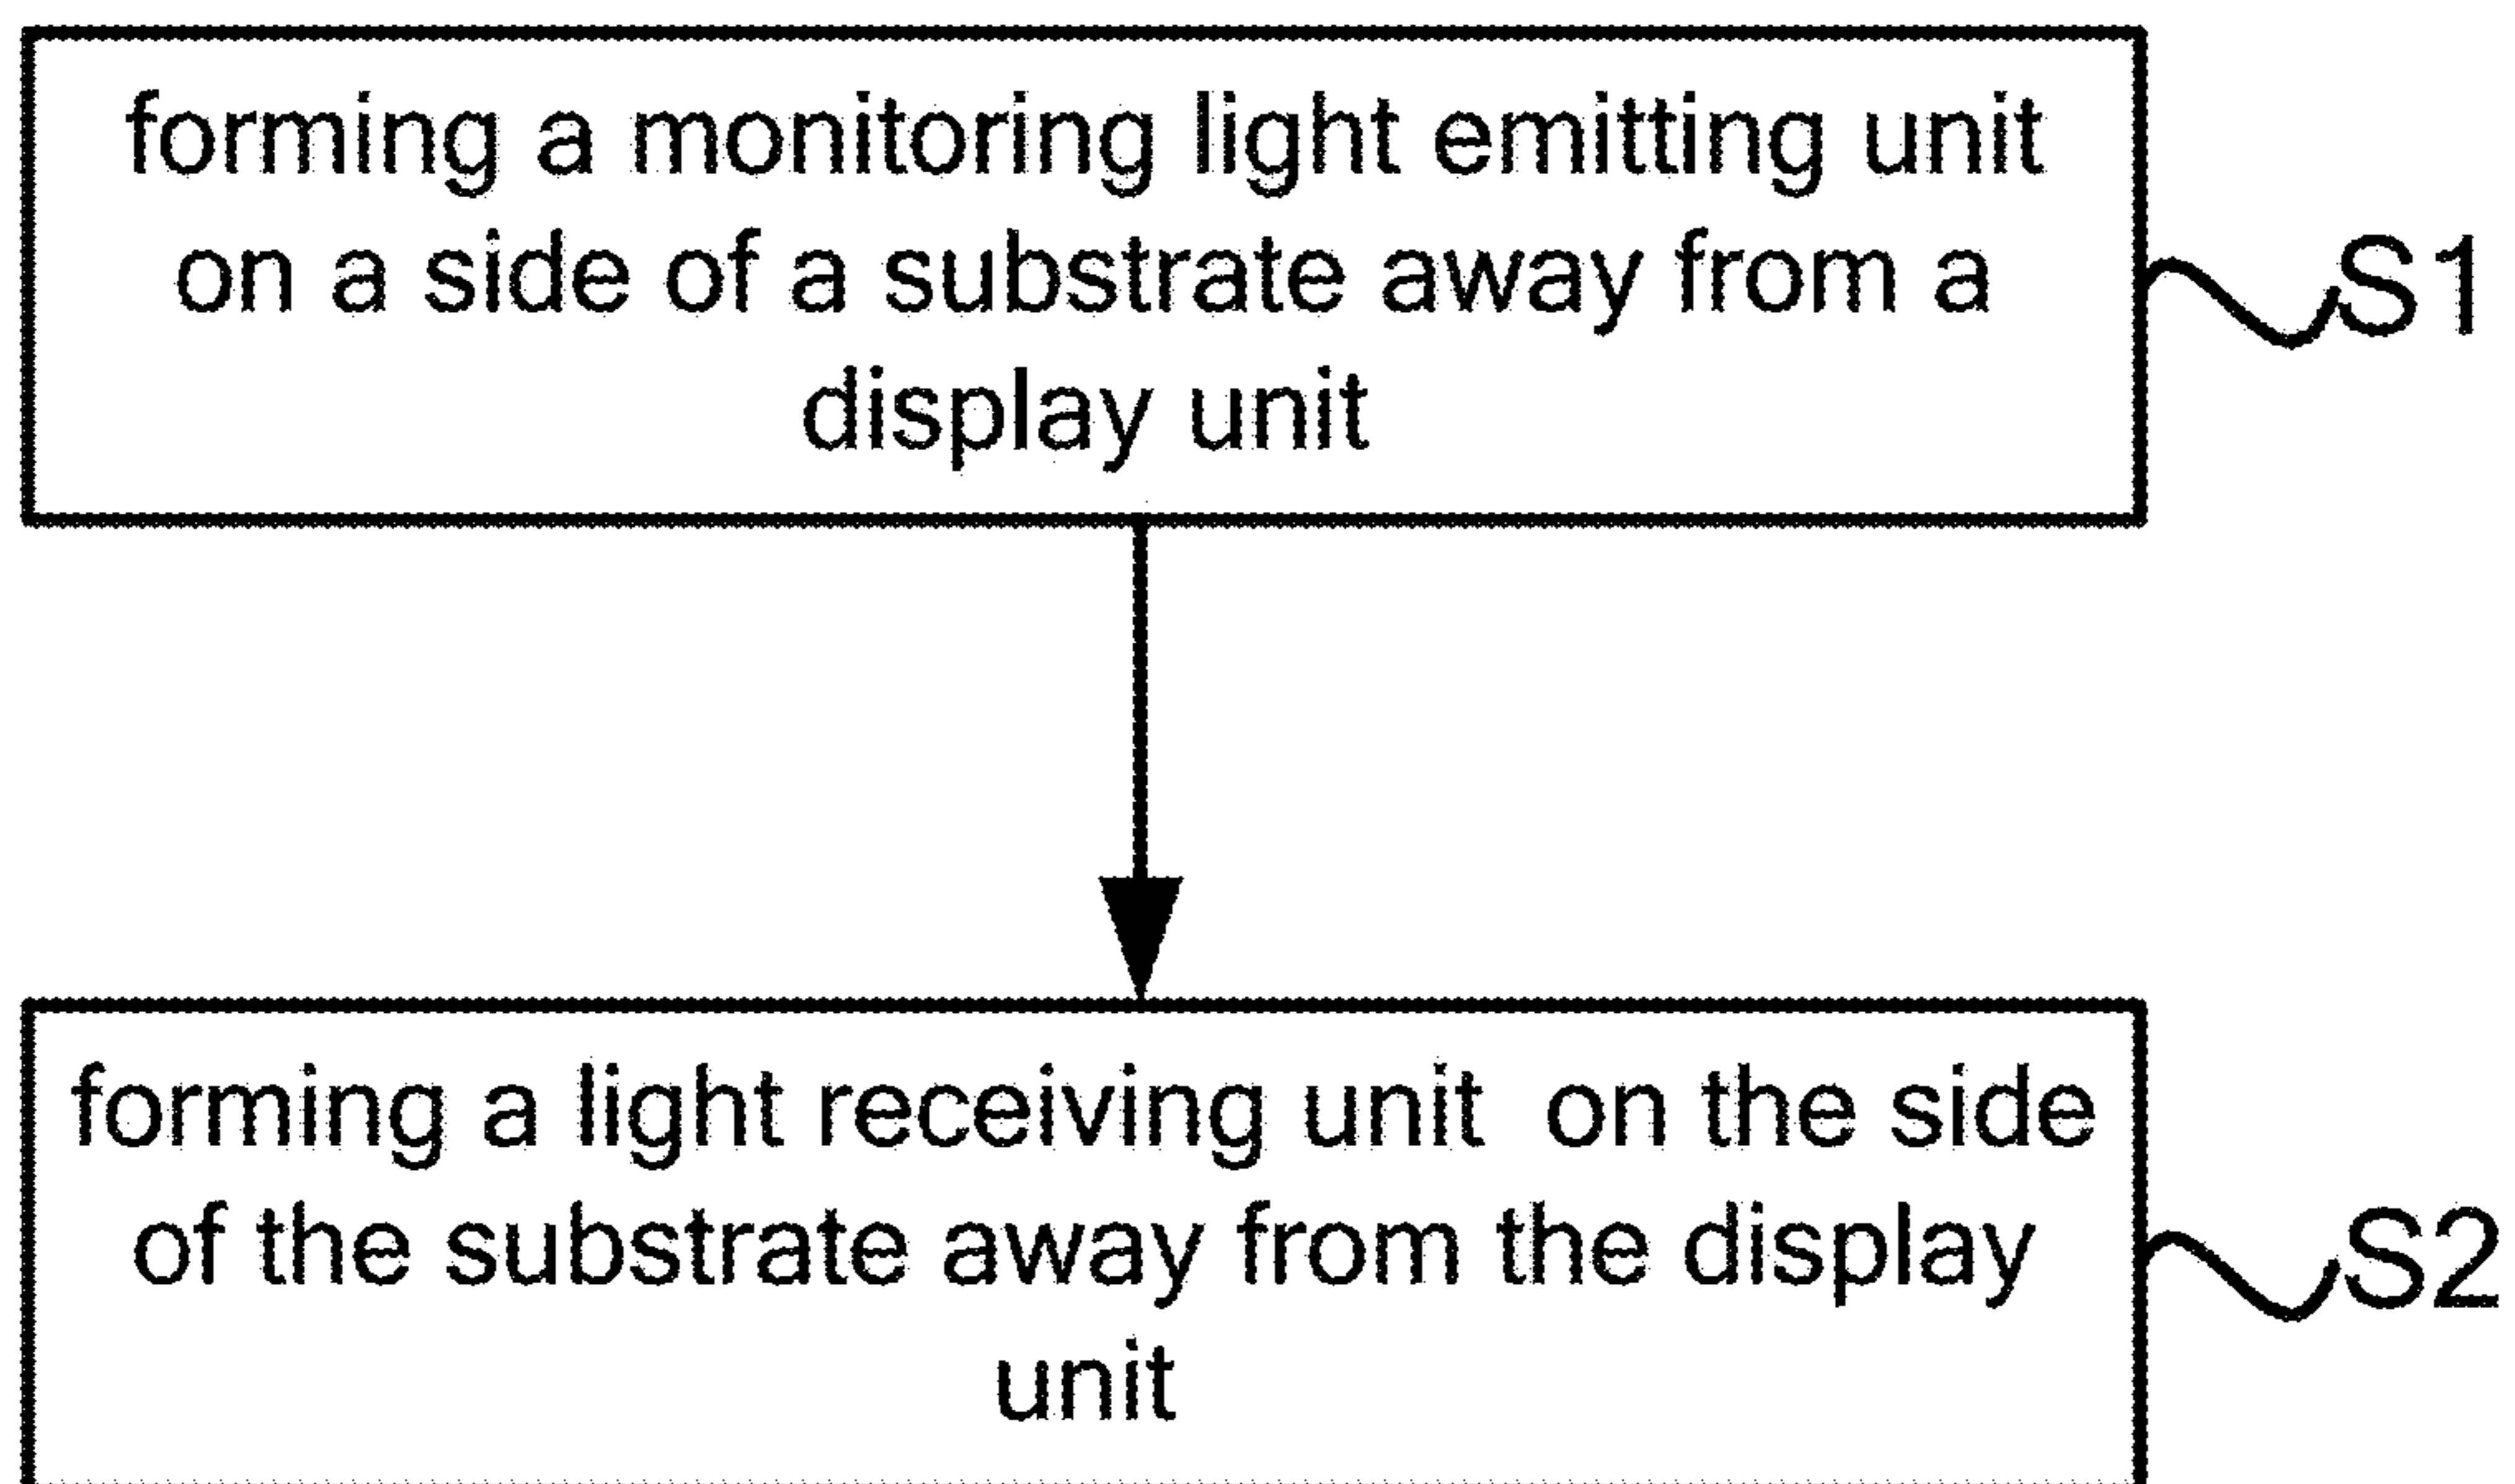 forming a monitoring light emitting unit
on a side of a substrate away from a
display unit
S1
forming a light receiving unit  on the side
of the substrate away from the display
unit
S2